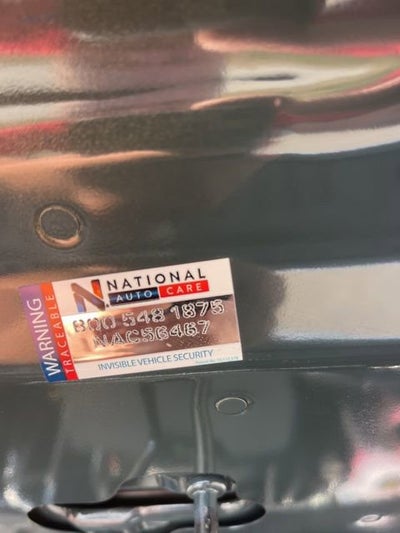 WARNING
TRACEABLE
N NATIONAL
AUTO CARE
800 548 1875
NAC56467
INVISIBLE VEHICLE SECURITY